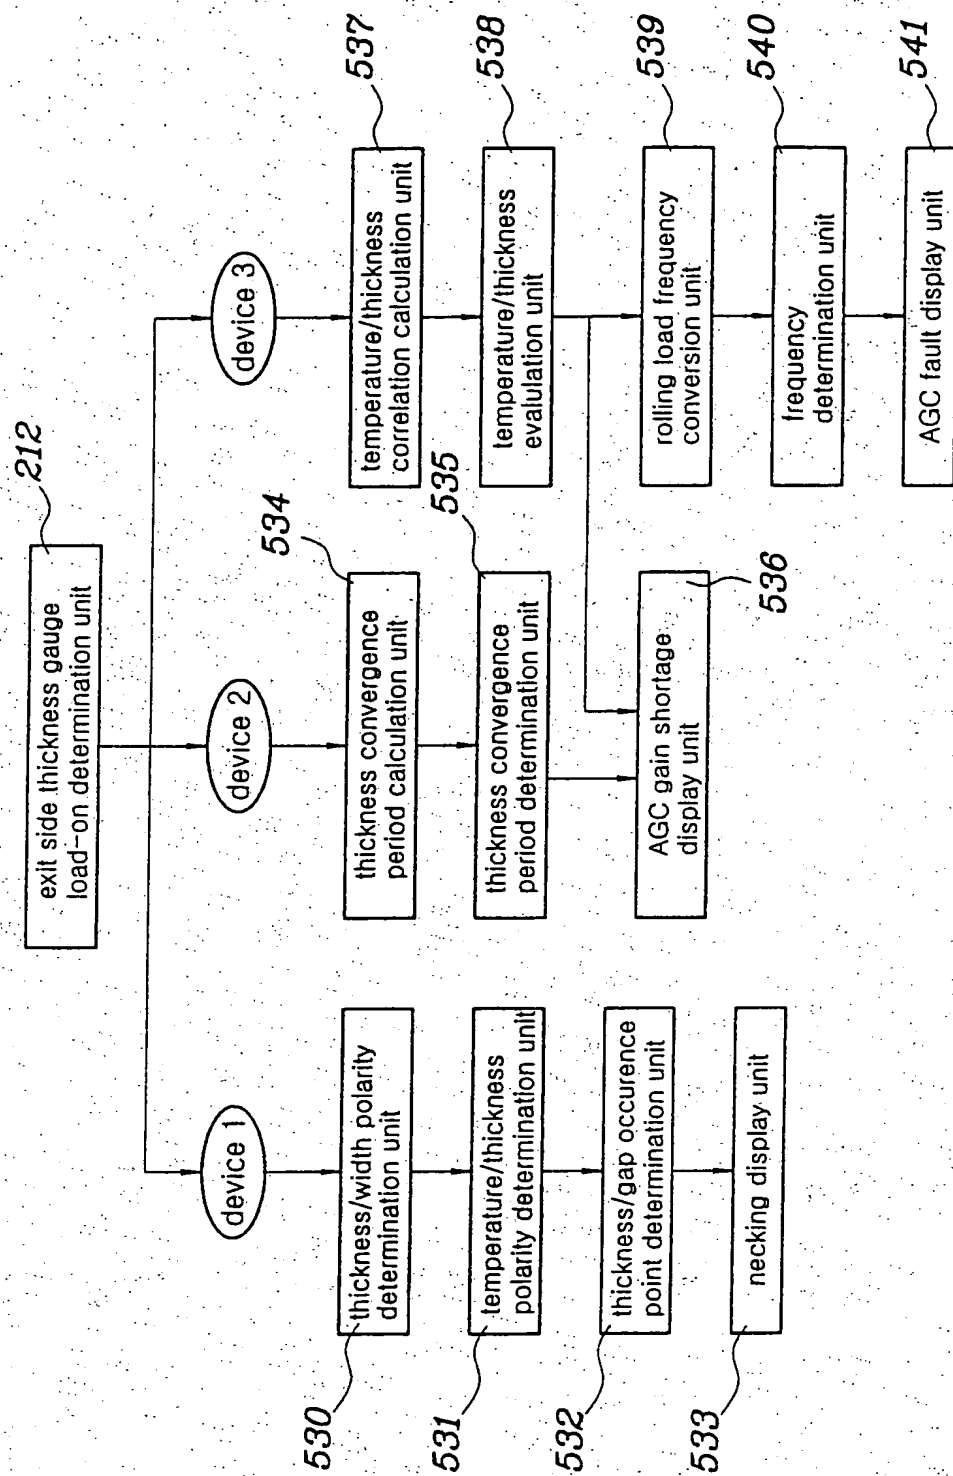 exit side thickness gauge
load-on determination unit
212
device 1
device 2
device 3
thickness/width polarity
determination unit
530
temperature/thickness
polarity determination unit
531
thickness/gap occurence
point determination unit
532
necking display unit
533
thickness convergence
period calculation unit
534
thickness convergence
period determination unit
535
AGC gain shortage
display unit
536
temperature/thickness
correlation calculation unit
537
temperature/thickness
evalulation unit
538
rolling load frequency
conversion unit
539
frequency
determination unit
540
AGC fault display unit
541